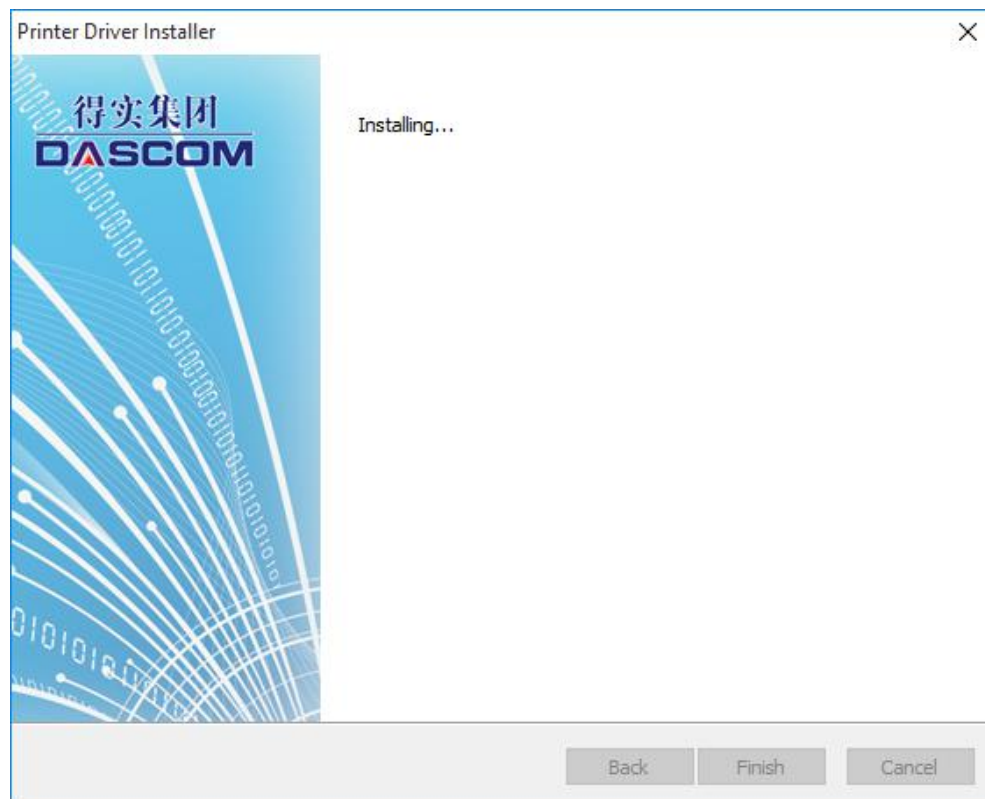 Printer Driver Installer
得实集团
DASCOM
Installing...
Back
Finish
Cancel